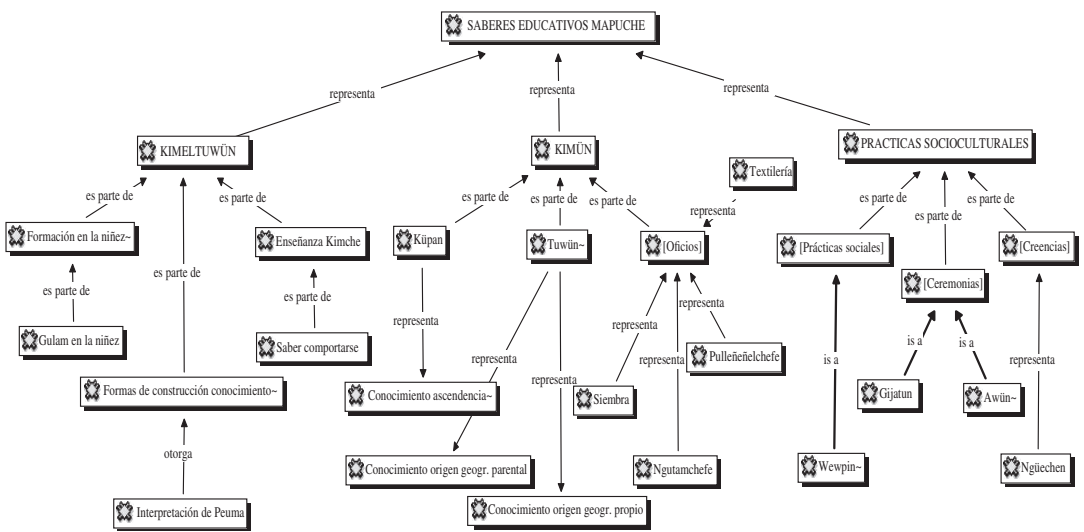 SABERES EDUCATIVOS MAPUCHE
representa
representa
representa
KIMELTUWÜN
KIMÜN
PRACTICAS SOCIOCULTURALES
Textilería
es parte de
es parte de
es parte de
es parte de
es parte de
representa
es parte de
es parte de
es parte de
Formación en la niñez~
Enseñanza Kimche
Küpan
Tuwün~
[Oficios]
[Prácticas sociales]
[Creencias]
es parte de
[Ceremonias]
es parte de
es parte de
representa
representa
representa
Gulam en la niñez
Saber comportarse
Pulleñeñelchefe
representa
representa
is a
is a
is a
representa
representa
Formas de construcción conocimiento~
Conocimiento ascendencia~
Siembra
Gijatun
Awün~
otorga
Conocimiento origen geogr. parental
Ngutamchefe
Wewpin~
Ngüechen
Interpretación de Peuma
Conocimiento origen geogr. propio